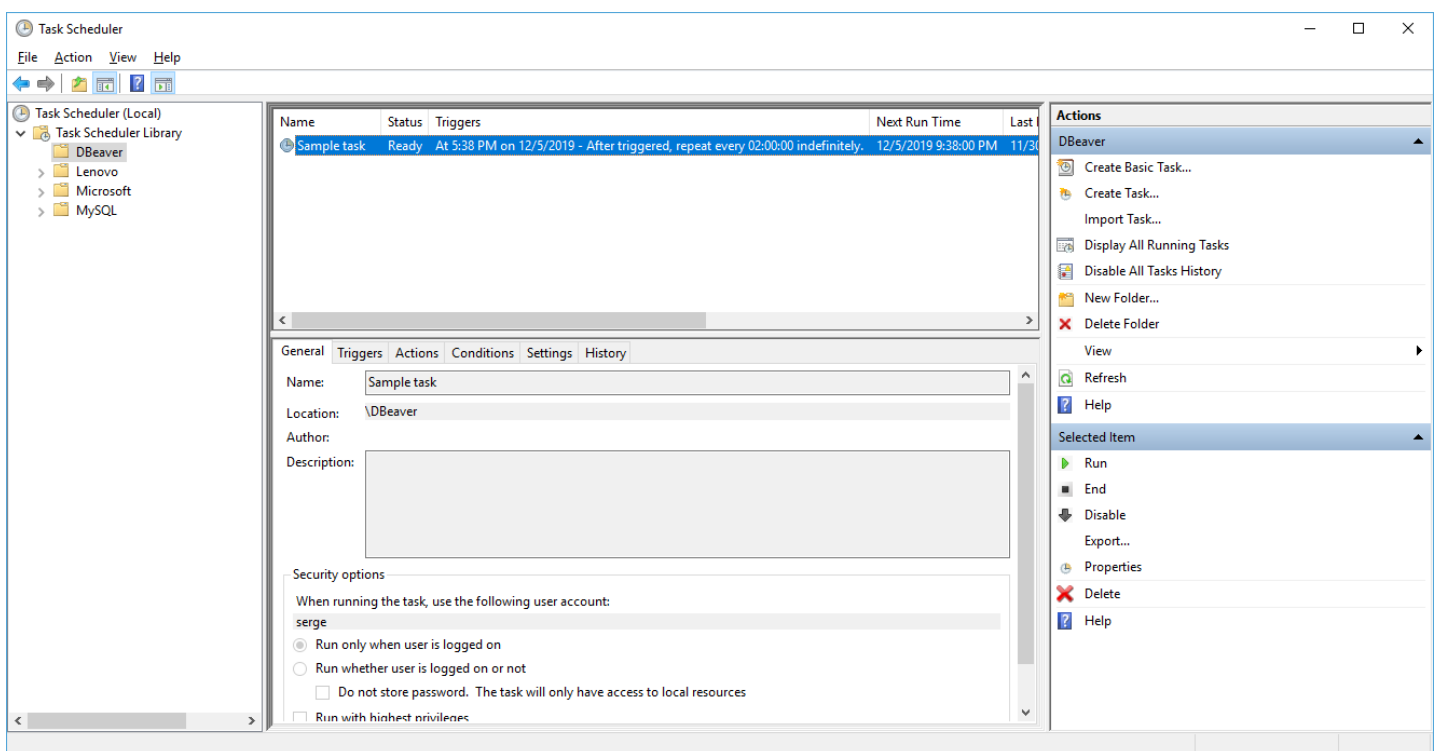 Task Scheduler
File Action View Help
Task Scheduler (Local)
Task Scheduler Library
DBeaver
Lenovo
Microsoft
MySQL
Name Status Triggers Next Run Time Last
Sample task Ready At 5:38 PM on 12/5/2019 - After triggered, repeat every 02:00:00 indefinitely. 12/5/2019 9:38:00 PM 11/30
General Triggers Actions Conditions Settings History
Name: Sample task
Location: \DBeaver
Author:
Description:
Security options
When running the task, use the following user account:
serge
Run only when user is logged on
Run whether user is logged on or not
Do not store password. The task will only have access to local resources
Run with highest privileges
Actions
DBeaver
Create Basic Task...
Create Task...
Import Task...
Display All Running Tasks
Disable All Tasks History
New Folder...
Delete Folder
View
Refresh
Help
Selected Item
Run
End
Disable
Export...
Properties
Delete
Help